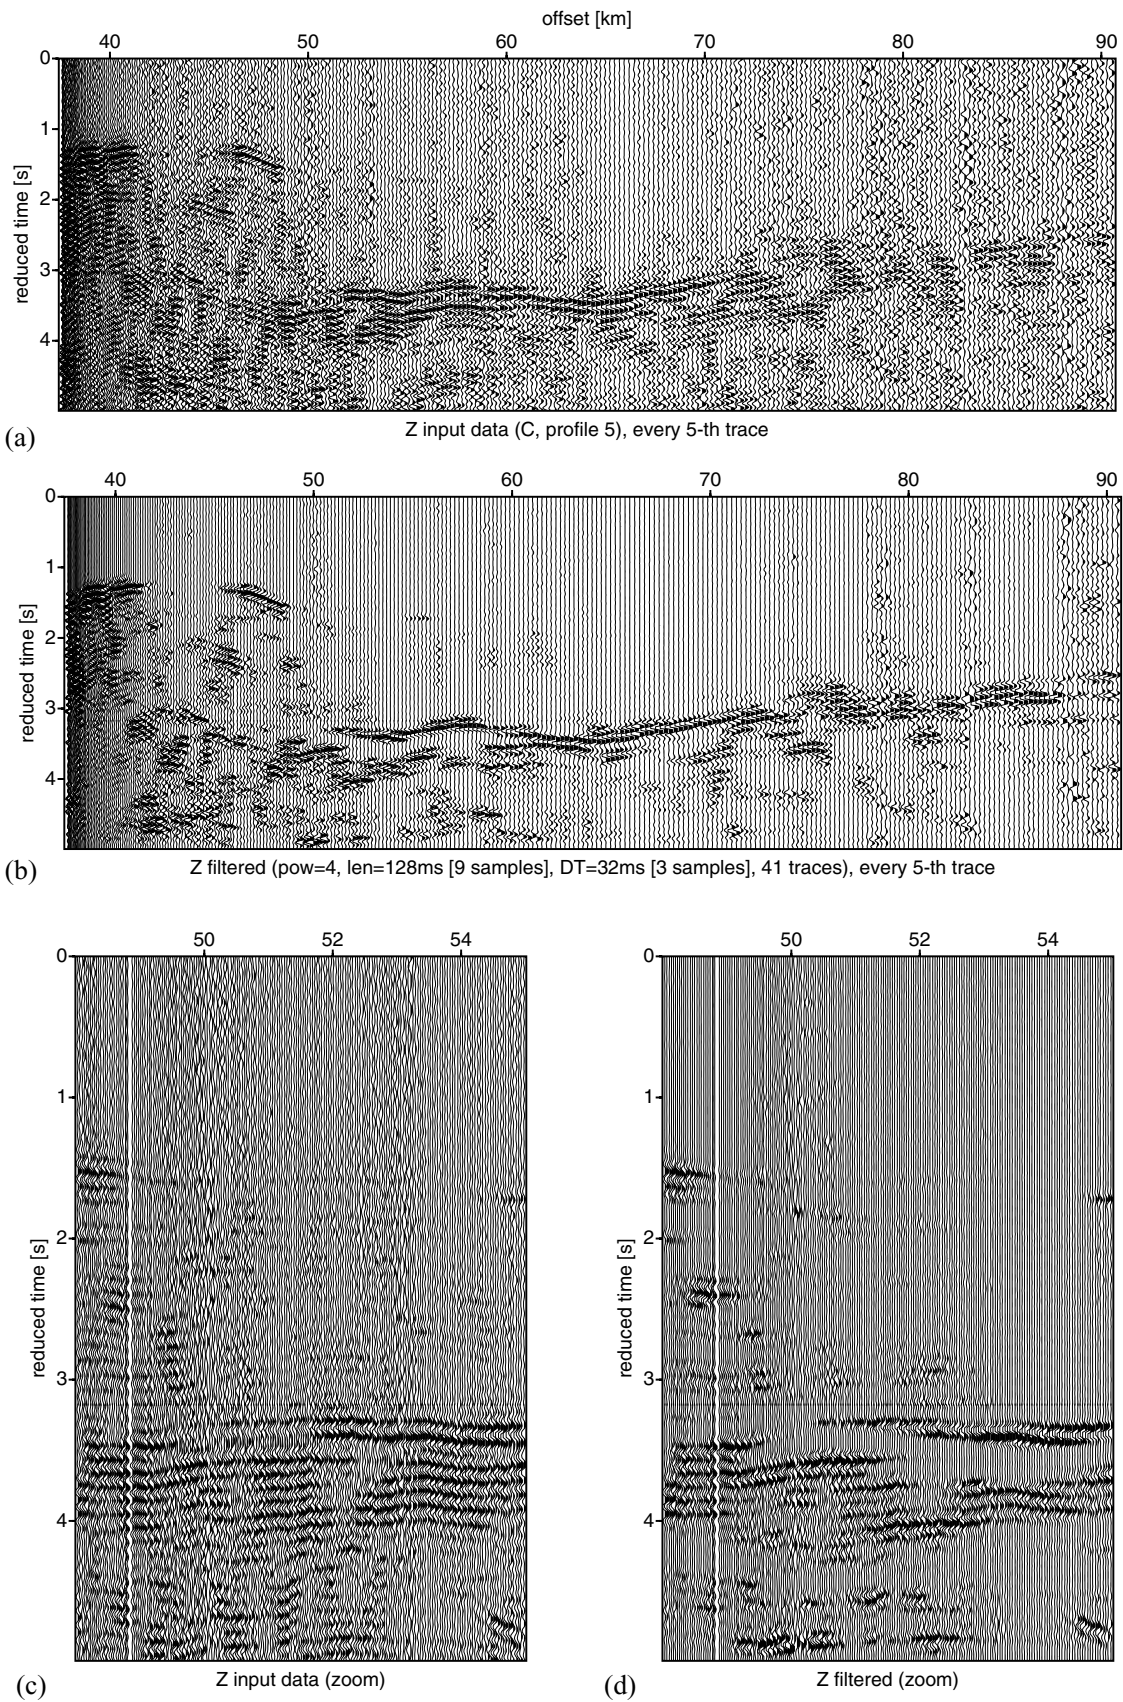 offset [km]
40 50 60 70 80 90
0
1
2
3
4
reduced time [s]
(a)
Z input data (C, profile 5), every 5-th trace
40 50 60 70 80 90
0
1
2
3
4
reduced time [s]
(b)
Z filtered (pow=4, len=128ms [9 samples], DT=32ms [3 samples], 41 traces), every 5-th trace
50 52 54
0
1
2
3
4
reduced time [s]
(c)
Z input data (zoom)
50 52 54
0
1
2
3
4
reduced time [s]
(d)
Z filtered (zoom)